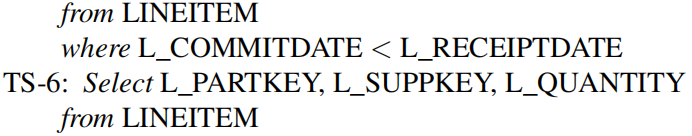 from LINEITEM
where L_COMMITDATE < L_RECEIPTDATE
TS-6: Select L_PARTKEY, L_SUPPKEY, L_QUANTITY
from LINEITEM